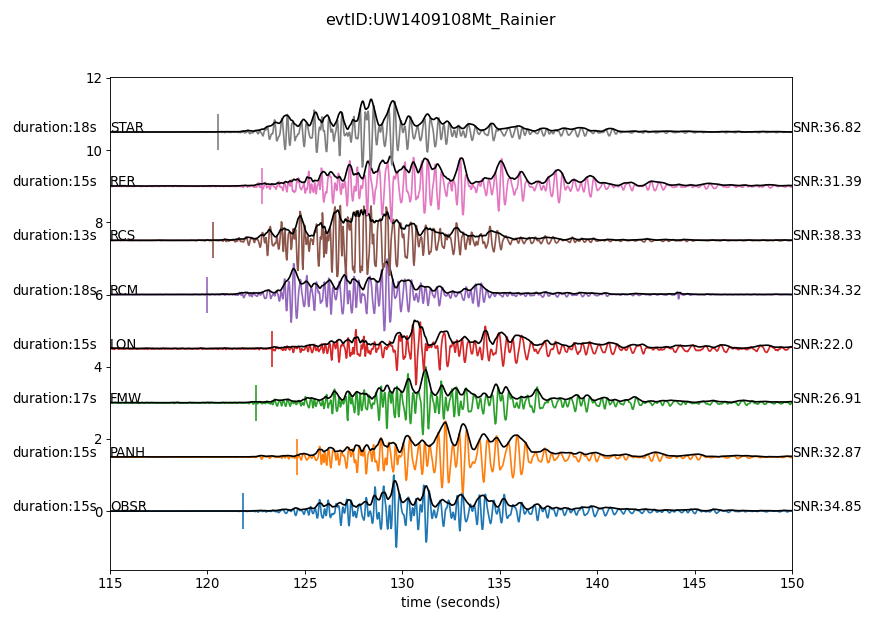 evtID:UW1409108Mt_Rainier
12
duration:18s STAR SNR:36.82
10
duration:15s RER SNR:31.39
8
duration:13s RCS SNR:38.33
duration:18s RCM SNR:34.32
6
duration:15s LON SNR:22.0
4
duration:17s FMW SNR:26.91
2
duration:15s PANH SNR:32.87
duration:15s OBSR SNR:34.85
0
115 120 125 130 135 140 145 150
time (seconds)